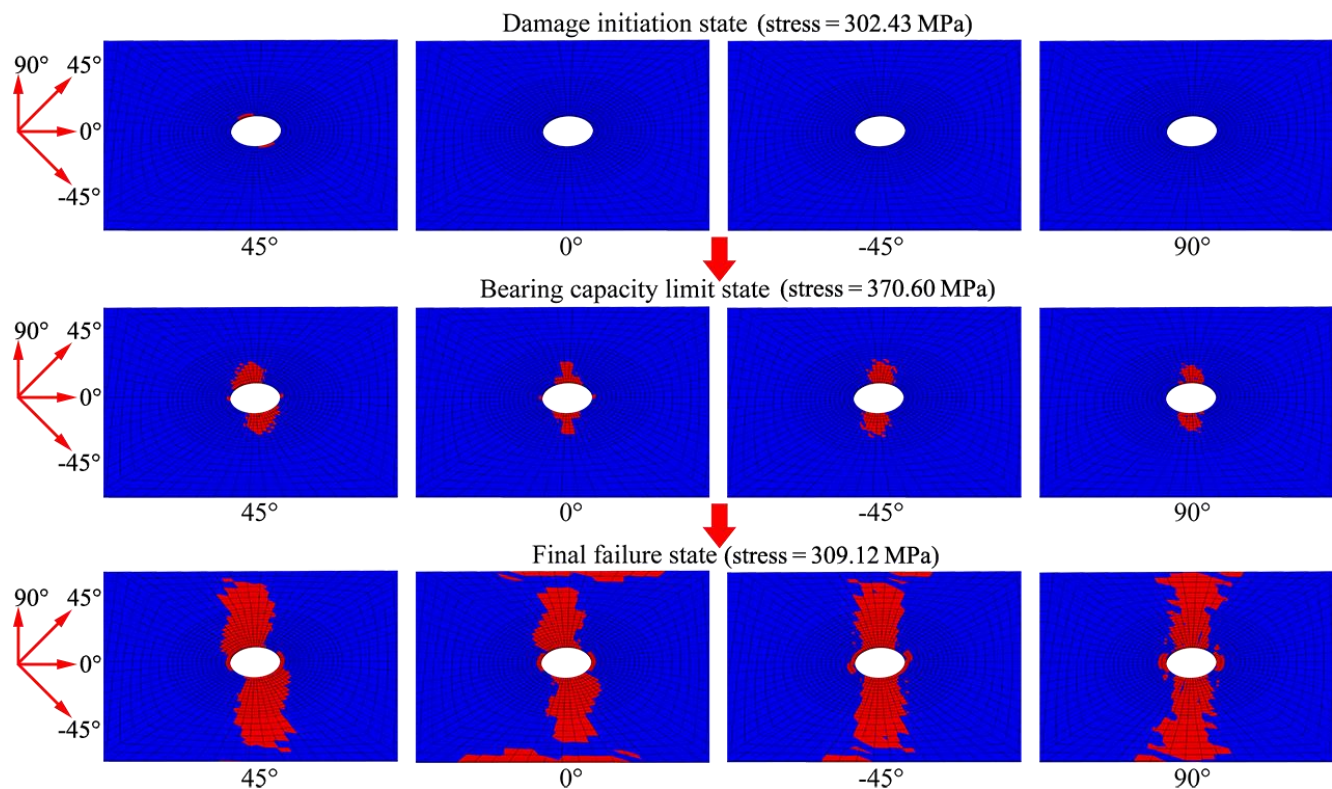 Damage initiation state (stress = 302.43 MPa)
90° 45°
0°
-45°
45° 0° -45° 90°
Bearing capacity limit state (stress = 370.60 MPa)
90° 45°
0°
-45°
45° 0° -45° 90°
Final failure state (stress = 309.12 MPa)
90° 45°
0°
-45°
45° 0° -45° 90°